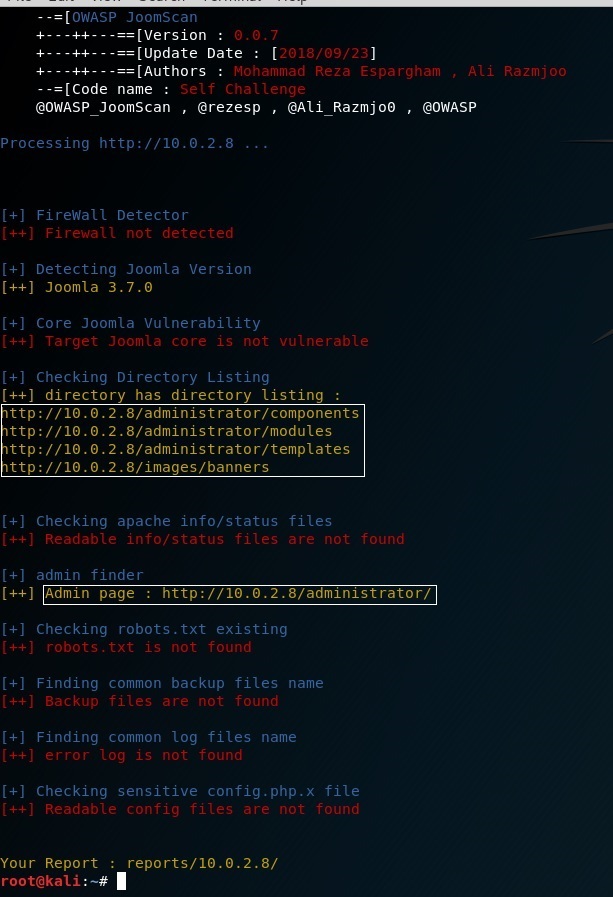 --=[OWASP JoomScan
+---++---==[Version : 0.0.7
+---++---==[Update Date : [2018/09/23]
+---++---==[Authors : Mohammad Reza Espargham , Ali Razmjoo
--=[Code name : Self Challenge
@OWASP_JoomScan , @rezesp , @Ali_Razmjo0 , @OWASP
Processing http://10.0.2.8 ...
[+] FireWall Detector
[++] Firewall not detected
[+] Detecting Joomla Version
[++] Joomla 3.7.0
[+] Core Joomla Vulnerability
[++] Target Joomla core is not vulnerable
[+] Checking Directory Listing
[++] directory has directory listing :
http://10.0.2.8/administrator/components
http://10.0.2.8/administrator/modules
http://10.0.2.8/administrator/templates
http://10.0.2.8/images/banners
[+] Checking apache info/status files
[++] Readable info/status files are not found
[+] admin finder
[++] Admin page : http://10.0.2.8/administrator/
[+] Checking robots.txt existing
[++] robots.txt is not found
[+] Finding common backup files name
[++] Backup files are not found
[+] Finding common log files name
[++] error log is not found
[+] Checking sensitive config.php.x file
[++] Readable config files are not found
Your Report : reports/10.0.2.8/
root@kali:~#